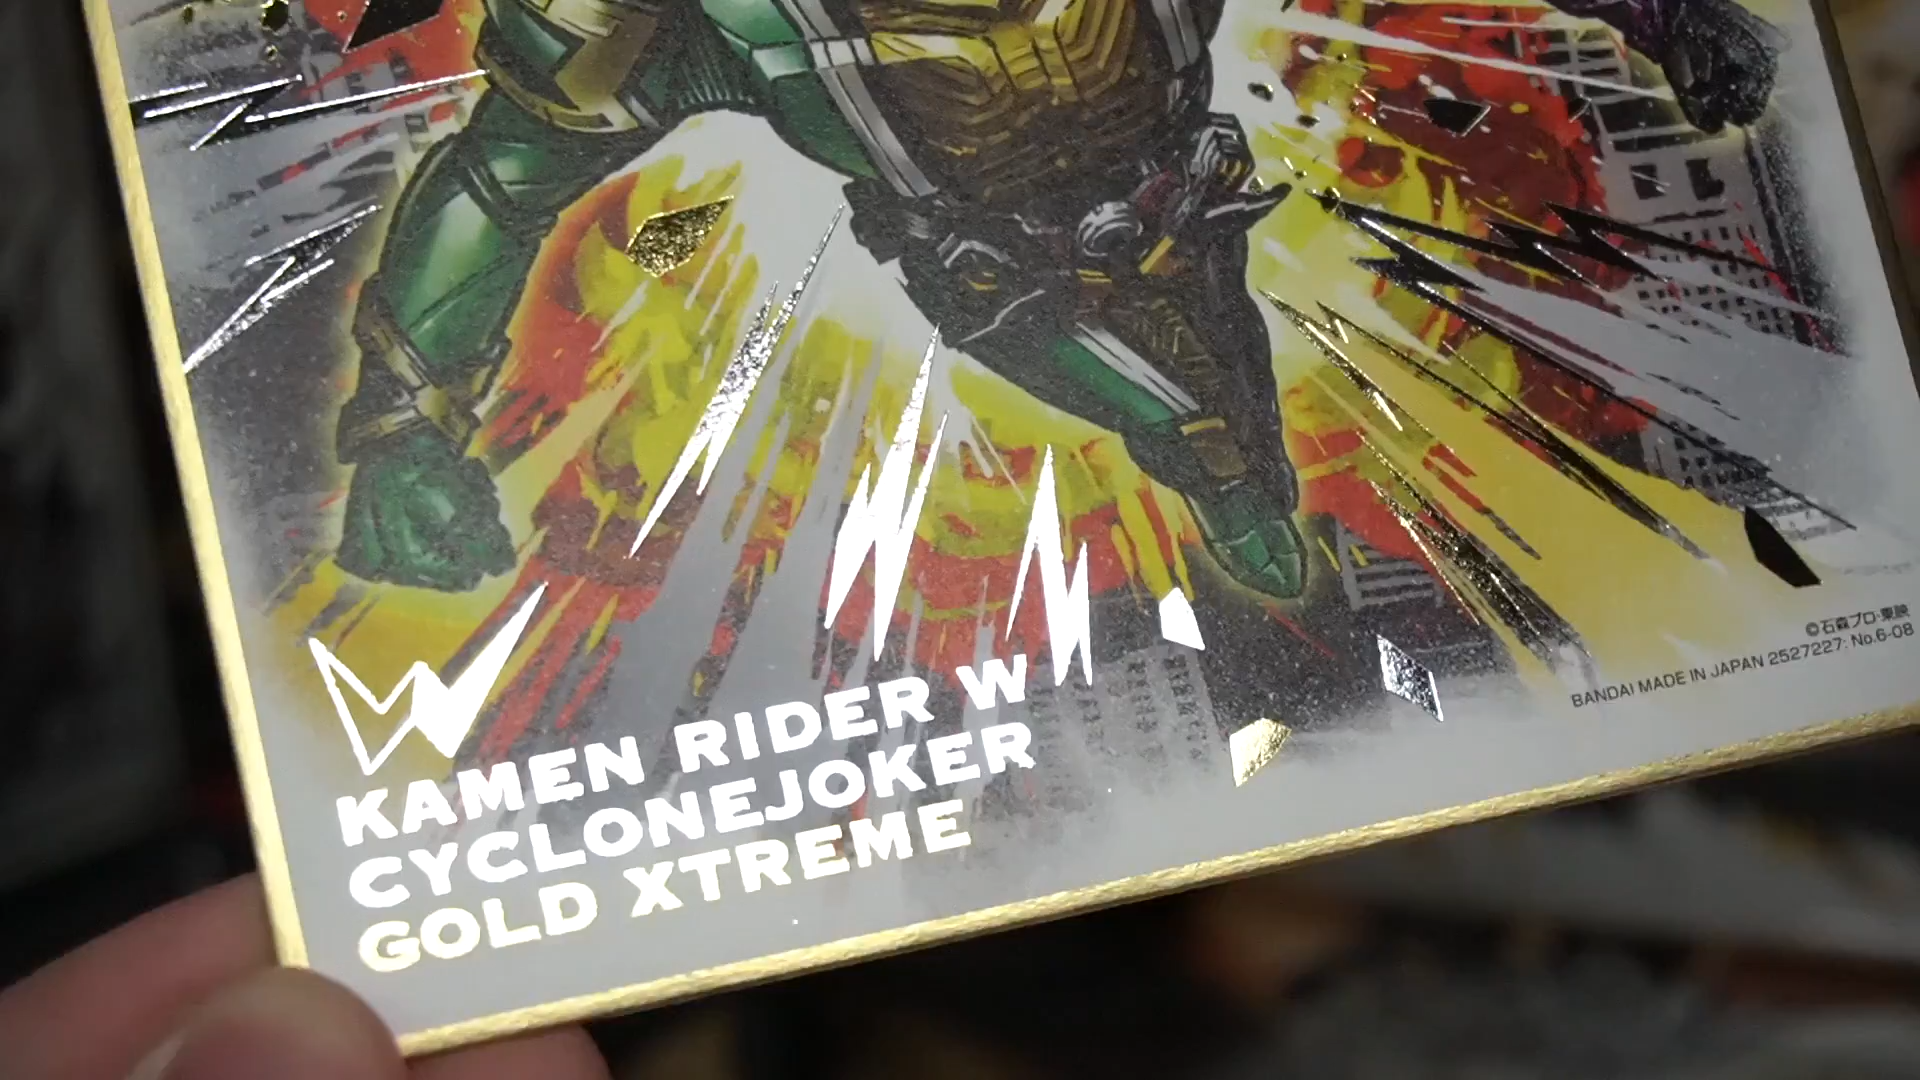 W
KAMEN RIDER W
CYCLONEJOKER
GOLD XTREME
©石森プロ・東映
BANDAI MADE IN JAPAN 2527227: No.6-08